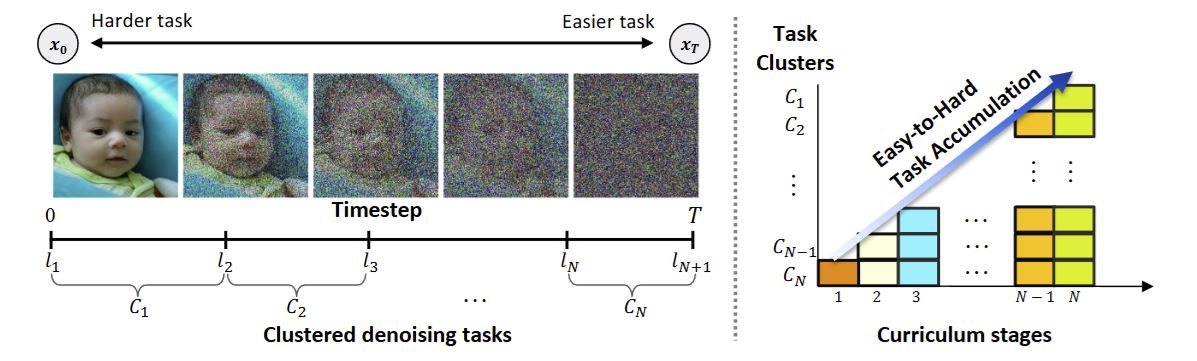 Harder task
Easier task
x_0
x_T
0
Timestep
T
l_1
l_2
l_3
l_N
l_{N+1}
C_1
C_2
...
C_N
Clustered denoising tasks
Task
Clusters
C_1
C_2
⋮
C_{N-1}
C_N
Easy-to-Hard
Task Accumulation
⋮ ⋮
...
...
...
1 2 3 N − 1 N
Curriculum stages